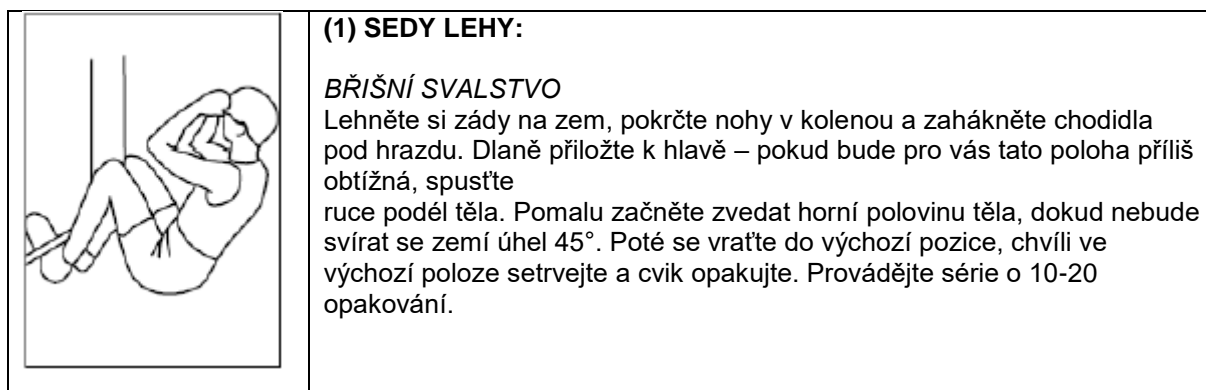 (1) SEDY LEHY:
BŘIŠNÍ SVALSTVO
Lehněte si zády na zem, pokrčte nohy v kolenou a zahákněte chodidla
pod hrazdu. Dlaně přiložte k hlavě – pokud bude pro vás tato poloha příliš
obtížná, spusťte
ruce podél těla. Pomalu začněte zvedat horní polovinu těla, dokud nebude
svírat se zemí úhel 45°. Poté se vraťte do výchozí pozice, chvíli ve
výchozí poloze setrvejte a cvik opakujte. Provádějte série o 10-20
opakování.